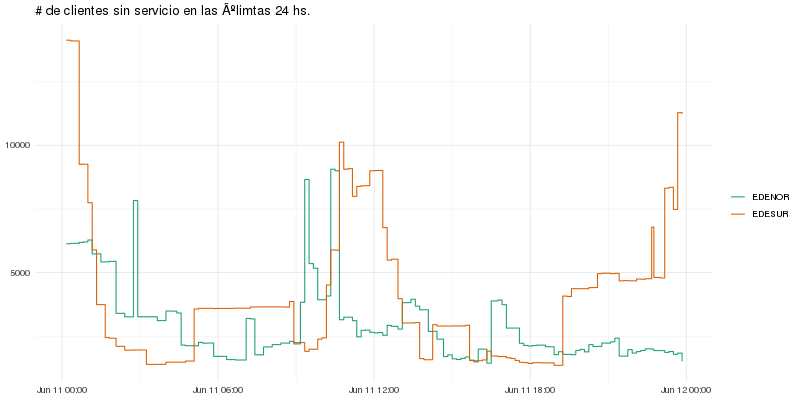 # de clientes sin servicio en las Ãºlimtas 24 hs.
10000
5000
EDENOR
EDESUR
Jun 11 00:00
Jun 11 06:00
Jun 11 12:00
Jun 11 18:00
Jun 12 00:00